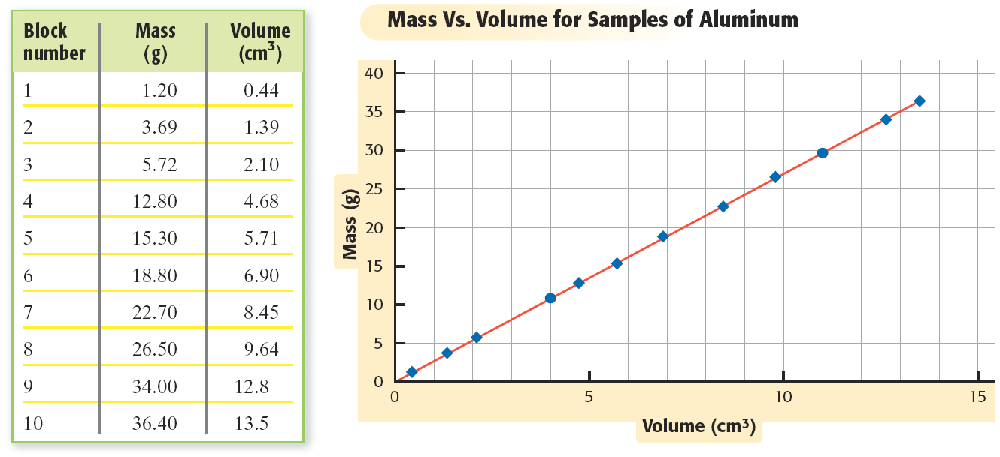 Block number Mass (g) Volume (cm³)
1 1.20 0.44
2 3.69 1.39
3 5.72 2.10
4 12.80 4.68
5 15.30 5.71
6 18.80 6.90
7 22.70 8.45
8 26.50 9.64
9 34.00 12.8
10 36.40 13.5
Mass Vs. Volume for Samples of Aluminum
Mass (g)
40
35
30
25
20
15
10
5
0
0 5 10 15
Volume (cm³)